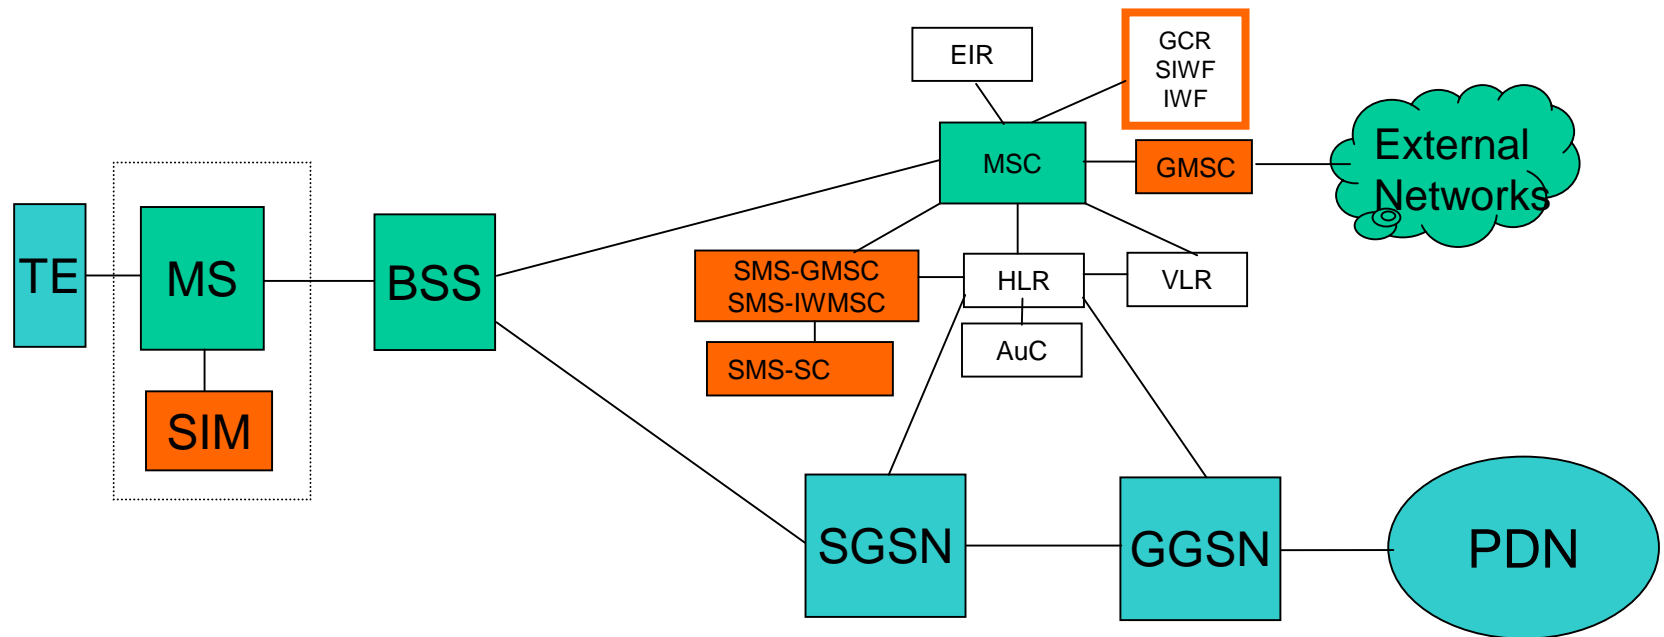 EIR
GCR
SIWF
IWF
External
Networks
MSC
GMSC
TE
MS
BSS
SMS-GMSC
SMS-IWMSC
HLR
VLR
SMS-SC
AuC
SIM
SGSN
GGSN
PDN